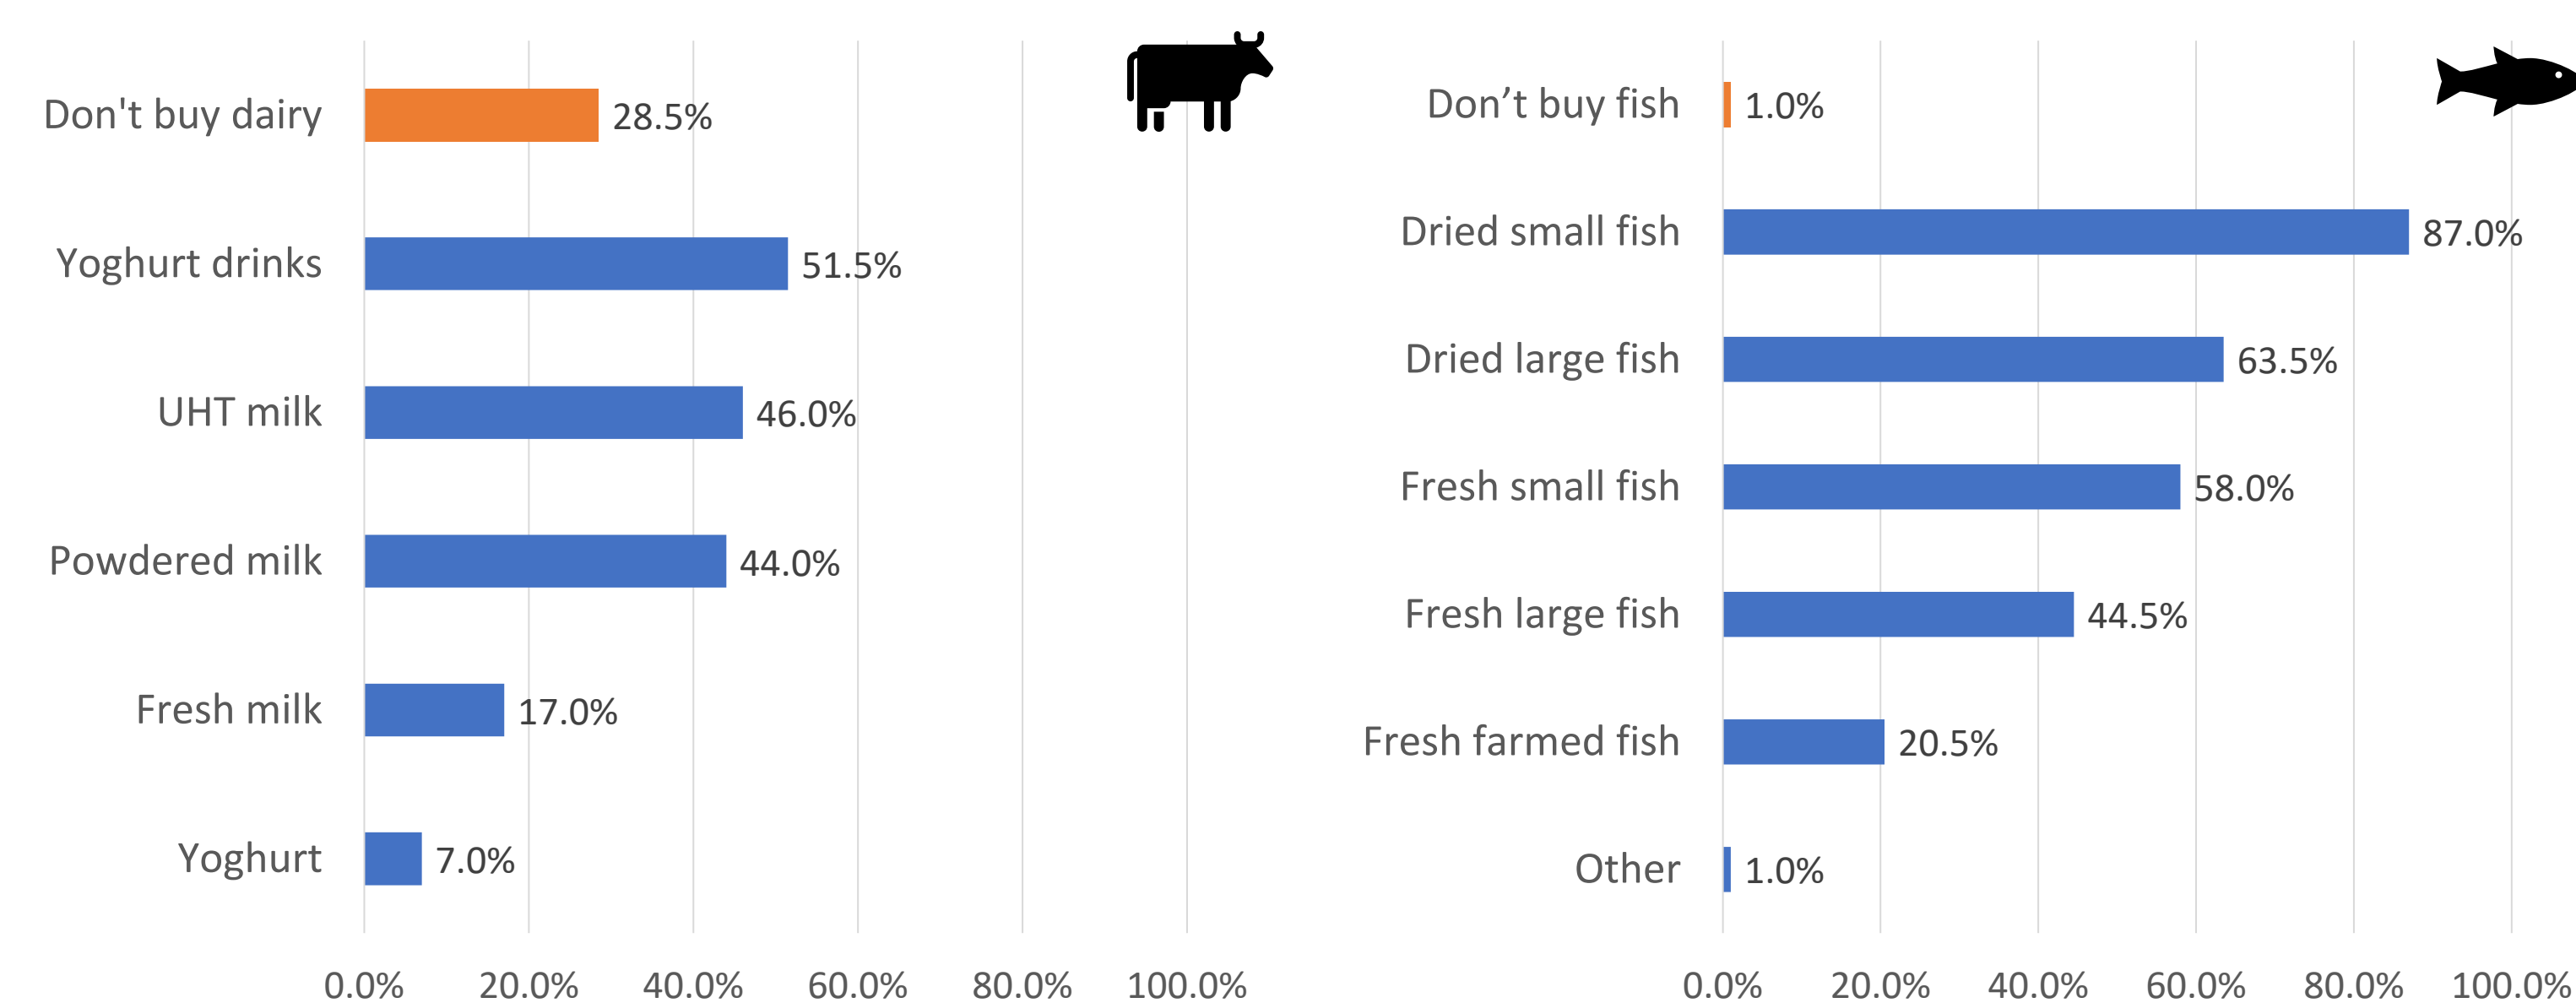 Don't buy dairy 28.5%
Yoghurt drinks 51.5%
UHT milk 46.0%
Powdered milk 44.0%
Fresh milk 17.0%
Yoghurt 7.0%
0.0% 20.0% 40.0% 60.0% 80.0% 100.0%
Don’t buy fish 1.0%
Dried small fish 87.0%
Dried large fish 63.5%
Fresh small fish 58.0%
Fresh large fish 44.5%
Fresh farmed fish 20.5%
Other 1.0%
0.0% 20.0% 40.0% 60.0% 80.0% 100.0%